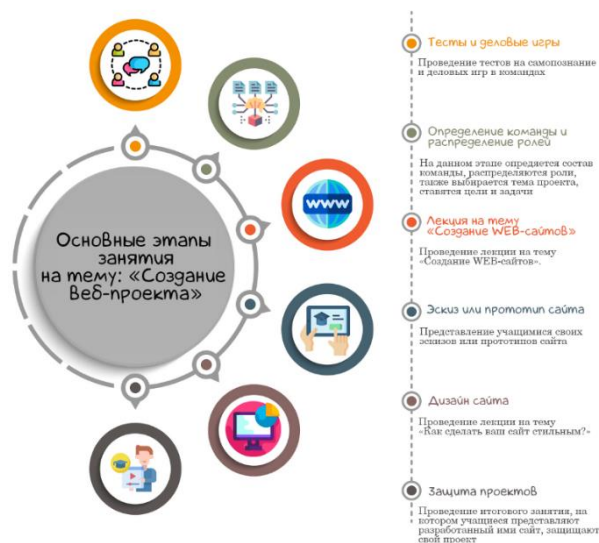 Основные этапы
занятия
на тему: «Создание
Веб-проекта»
www
Тесты и деловые игры
Проведение тестов на самопознание
и деловых игр в командах
Определение команды и
распределение ролей
На данном этапе опредяется состав
команды, распределяются роли,
также выбирается тема проекта,
ставятся цели и задачи
Лекция на тему
«Создание WEB-сайтов»
Проведение лекции на тему
«Создание WEB-сайтов».
Эскиз или прототип сайта
Представление учащимися своих
эскизов или прототипов сайта
Дизайн сайта
Проведение лекции на тему
«Как сделать ваш сайт стильным?»
Защита проектов
Проведение итогового занятия, на
котором учащиеся представляют
разработанный ими сайт, защищают
свой проект